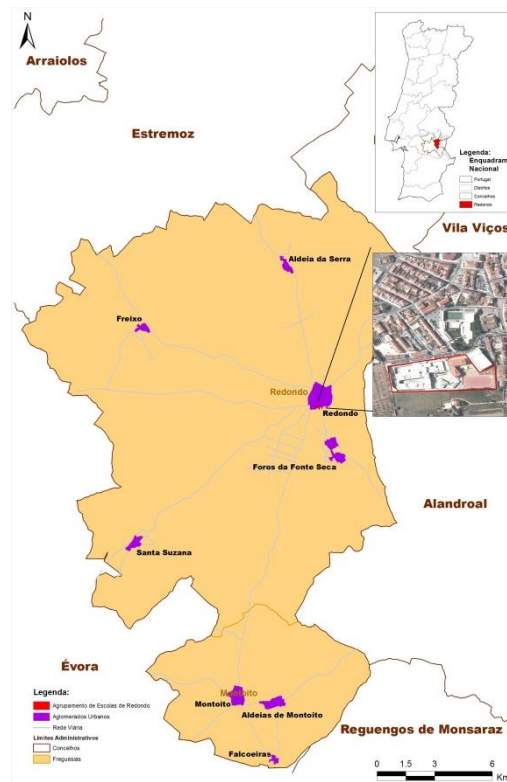 N
Arraiolos
Estremoz
Legenda:
Enquadram
Nacional
Portugal
Distritos
Concelhos
Redondo
Vila Viços
Aldeia da Serra
Freixo
Redondo
Redondo
Foros da Fonte Seca
Alandroal
Santa Suzana
Évora
Montoito
Montoito
Aldeias de Montoito
Falcoeiras
Reguengos de Monsaraz
Legenda:
Agrupamento de Escolas de Redondo
Aglomerados Urbanos
Rede Viária
Limites Administrativos
Concelhos
Freguesias
0 1.5 3 6
Km